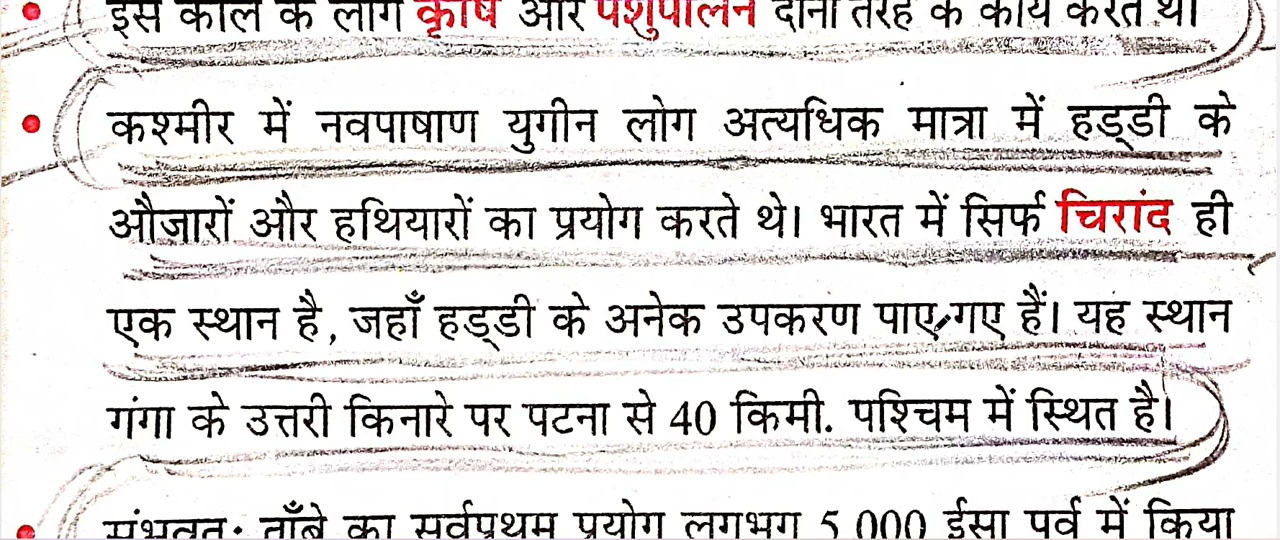 इस काल के लोग कृषि और पशुपालन दोनों तरह के कार्य करते थे।
कश्मीर में नवपाषाण युगीन लोग अत्यधिक मात्रा में हड्डी के
औजारों और हथियारों का प्रयोग करते थे। भारत में सिर्फ चिरांद ही
एक स्थान है, जहाँ हड्डी के अनेक उपकरण पाए गए हैं। यह स्थान
गंगा के उत्तरी किनारे पर पटना से 40 किमी. पश्चिम में स्थित है।
संभवतः ताँबे का सर्वप्रथम प्रयोग लगभग 5,000 ईसा पूर्व में किया